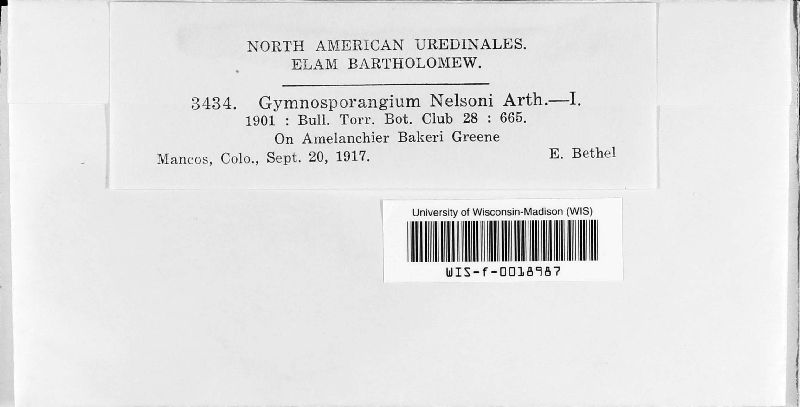 NORTH AMERICAN UREDINALES.
ELAM BARTHOLOMEW.
3434. Gymnosporangium Nelsoni Arth.—I.
1901 : Bull. Torr. Bot. Club 28 : 665.
On Amelanchier Bakeri Greene
Mancos, Colo., Sept. 20, 1917. E. Bethel
University of Wisconsin-Madison (WIS)
WIS-f-0018987